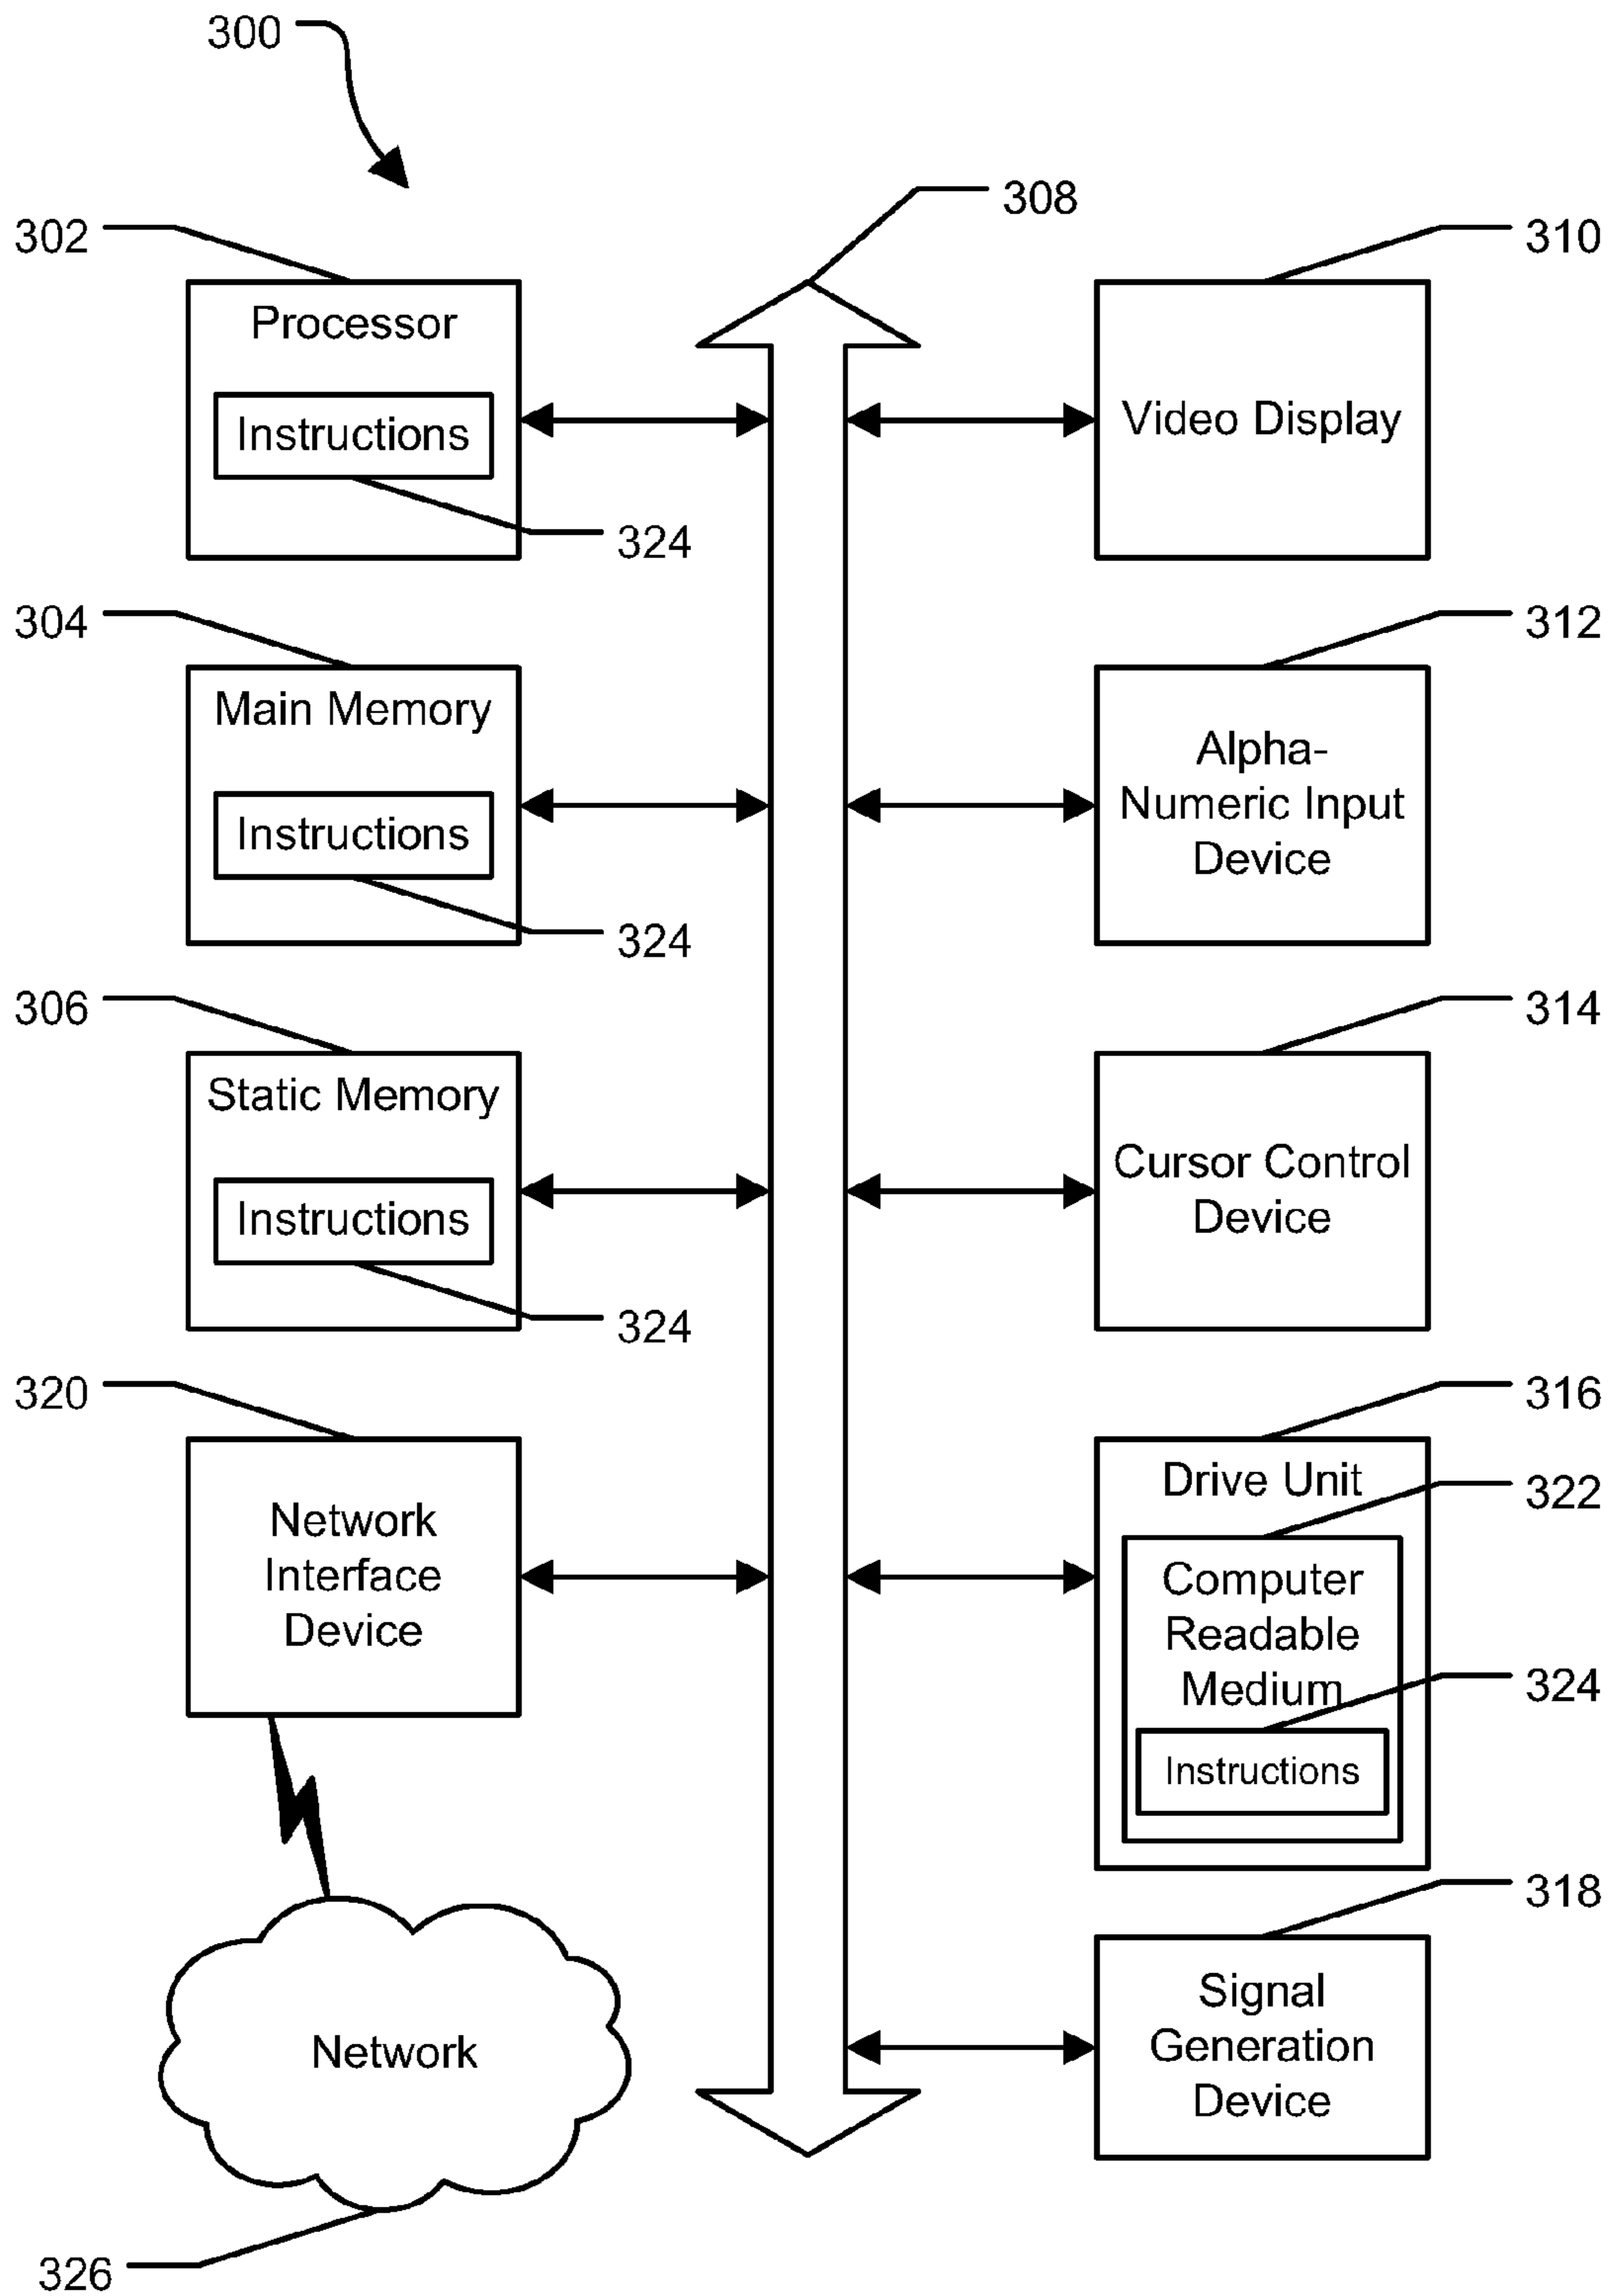 300
308
302
310
Processor
Instructions
324
Video Display
304
312
Main Memory
Instructions
324
Alpha-
Numeric Input
Device
306
314
Static Memory
Instructions
324
Cursor Control
Device
320
316
Network
Interface
Device
Drive Unit
322
Computer
Readable
Medium
324
Instructions
318
Signal
Generation
Device
Network
326